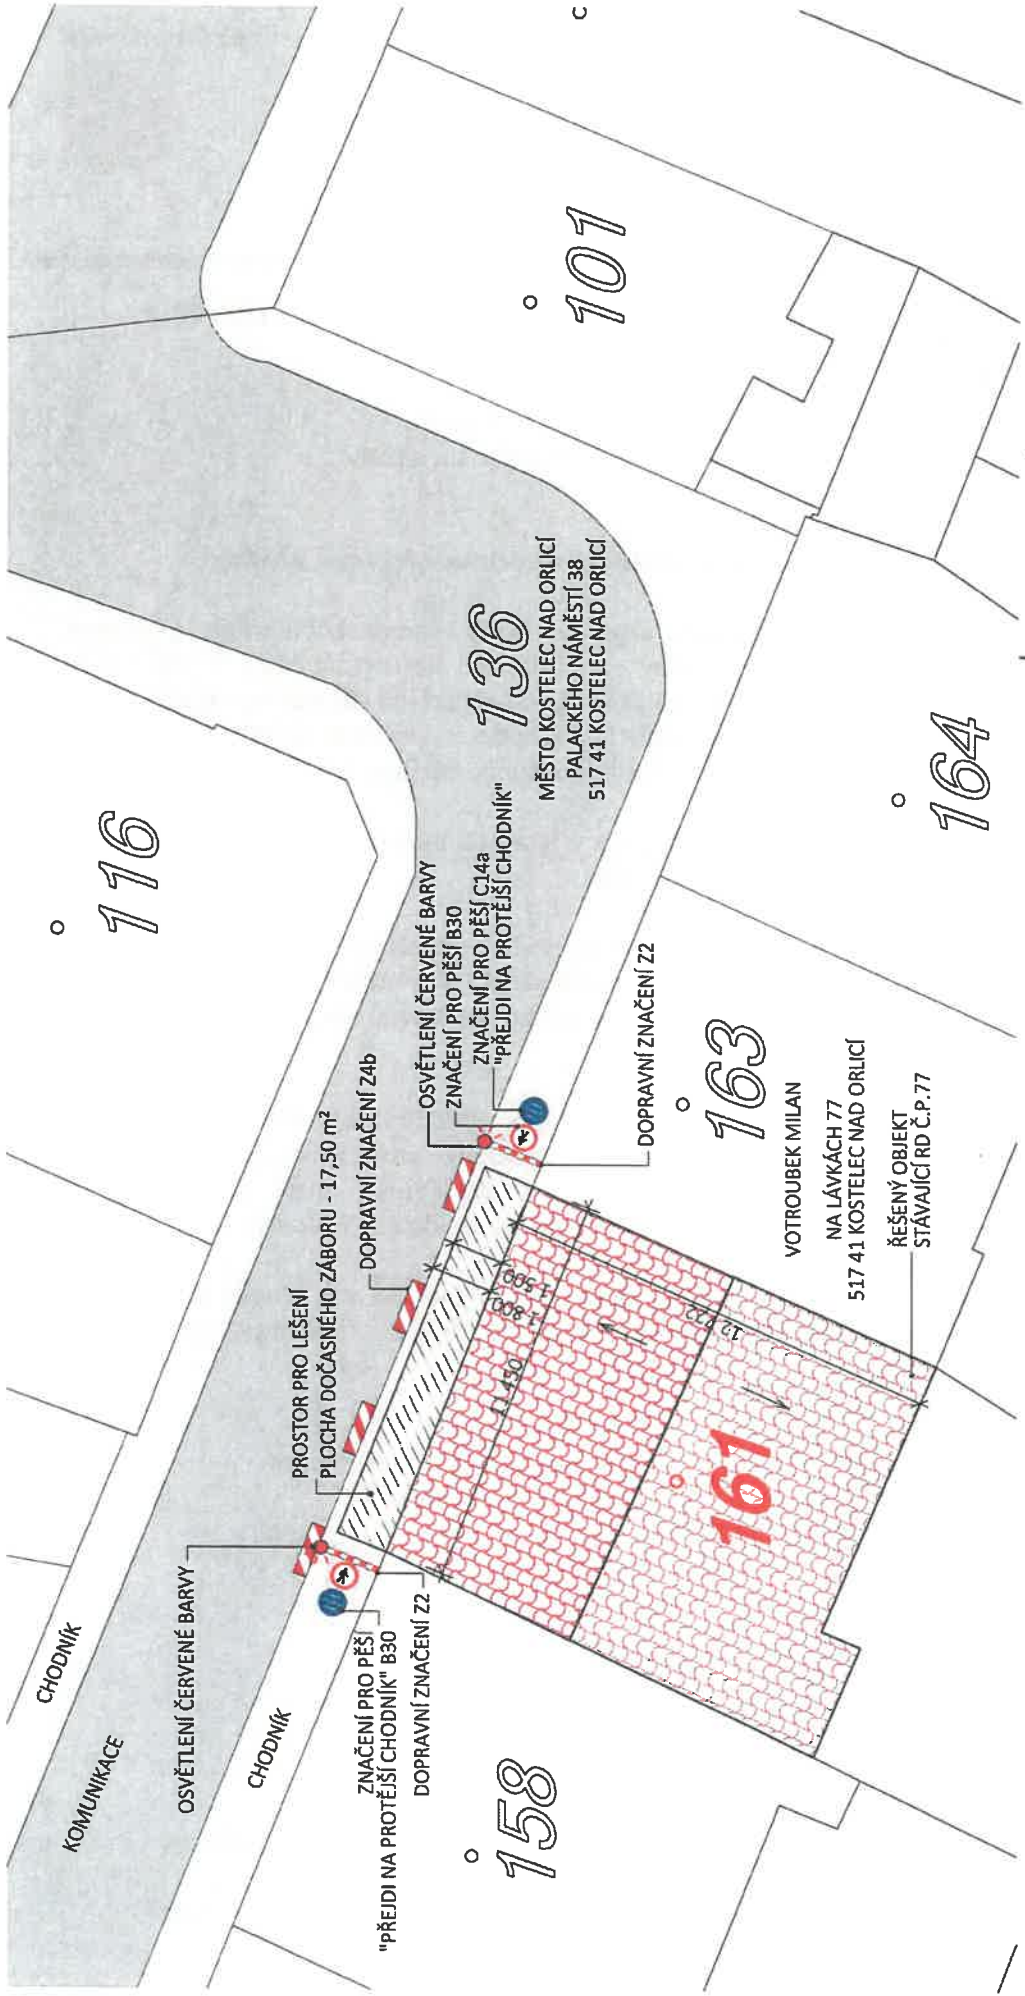 KOMUNIKACE
CHODNÍK
OSVĚTLENÍ ČERVENÉ BARVY
CHODNÍK
ZNAČENÍ PRO PĚŠÍ
"PŘEJDI NA PROTĚJŠÍ CHODNÍK" B30
DOPRAVNÍ ZNAČENÍ Z2
158
PROSTOR PRO LEŠENÍ
PLOCHA DOČASNÉHO ZÁBORU - 17,50 m²
DOPRAVNÍ ZNAČENÍ Z4b
OSVĚTLENÍ ČERVENÉ BARVY
ZNAČENÍ PRO PĚŠÍ B30
ZNAČENÍ PRO PĚŠÍ C14a
"PŘEJDI NA PROTĚJŠÍ CHODNÍK"
DOPRAVNÍ ZNAČENÍ Z2
11 450
1 800
1 500
12 222
161
116
136
MĚSTO KOSTELEC NAD ORLICÍ
PALACKÉHO NÁMĚSTÍ 38
517 41 KOSTELEC NAD ORLICÍ
163
VOTROUBEK MILAN
NA LÁVKÁCH 77
517 41 KOSTELEC NAD ORLICÍ
ŘEŠENÝ OBJEKT
STÁVAJÍCÍ RD Č.P.77
164
101